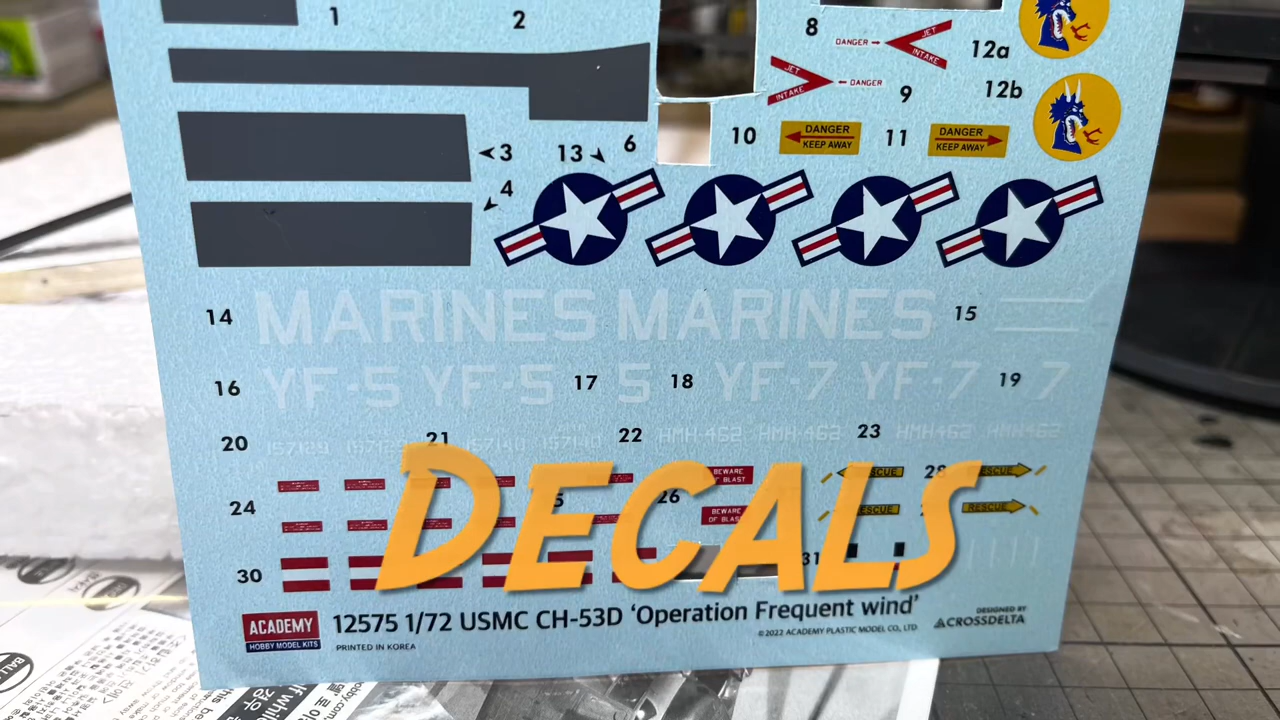 1
2
8
DANGER
JET
INTAKE
12a
JET
INTAKE
DANGER
9
12b
10
DANGER
KEEP AWAY
11
DANGER
KEEP AWAY
3
13
6
4
14
MARINES MARINES
15
16
YF-5 YF-5
17
5
18
YF-7 YF-7
19
7
20
21
22
HMH-462 HMH-462
23
HMH-462 HMH-462
24
26
BEWARE
OF BLAST
BEWARE
OF BLAST
RESCUE
28
RESCUE
RESCUE
RESCUE
DECALS
30
31
ACADEMY
HOBBY MODEL KITS
12575 1/72 USMC CH-53D ‘Operation Frequent wind’
PRINTED IN KOREA
©2022 ACADEMY PLASTIC MODEL CO., LTD.
DESIGNED BY
CROSSDELTA